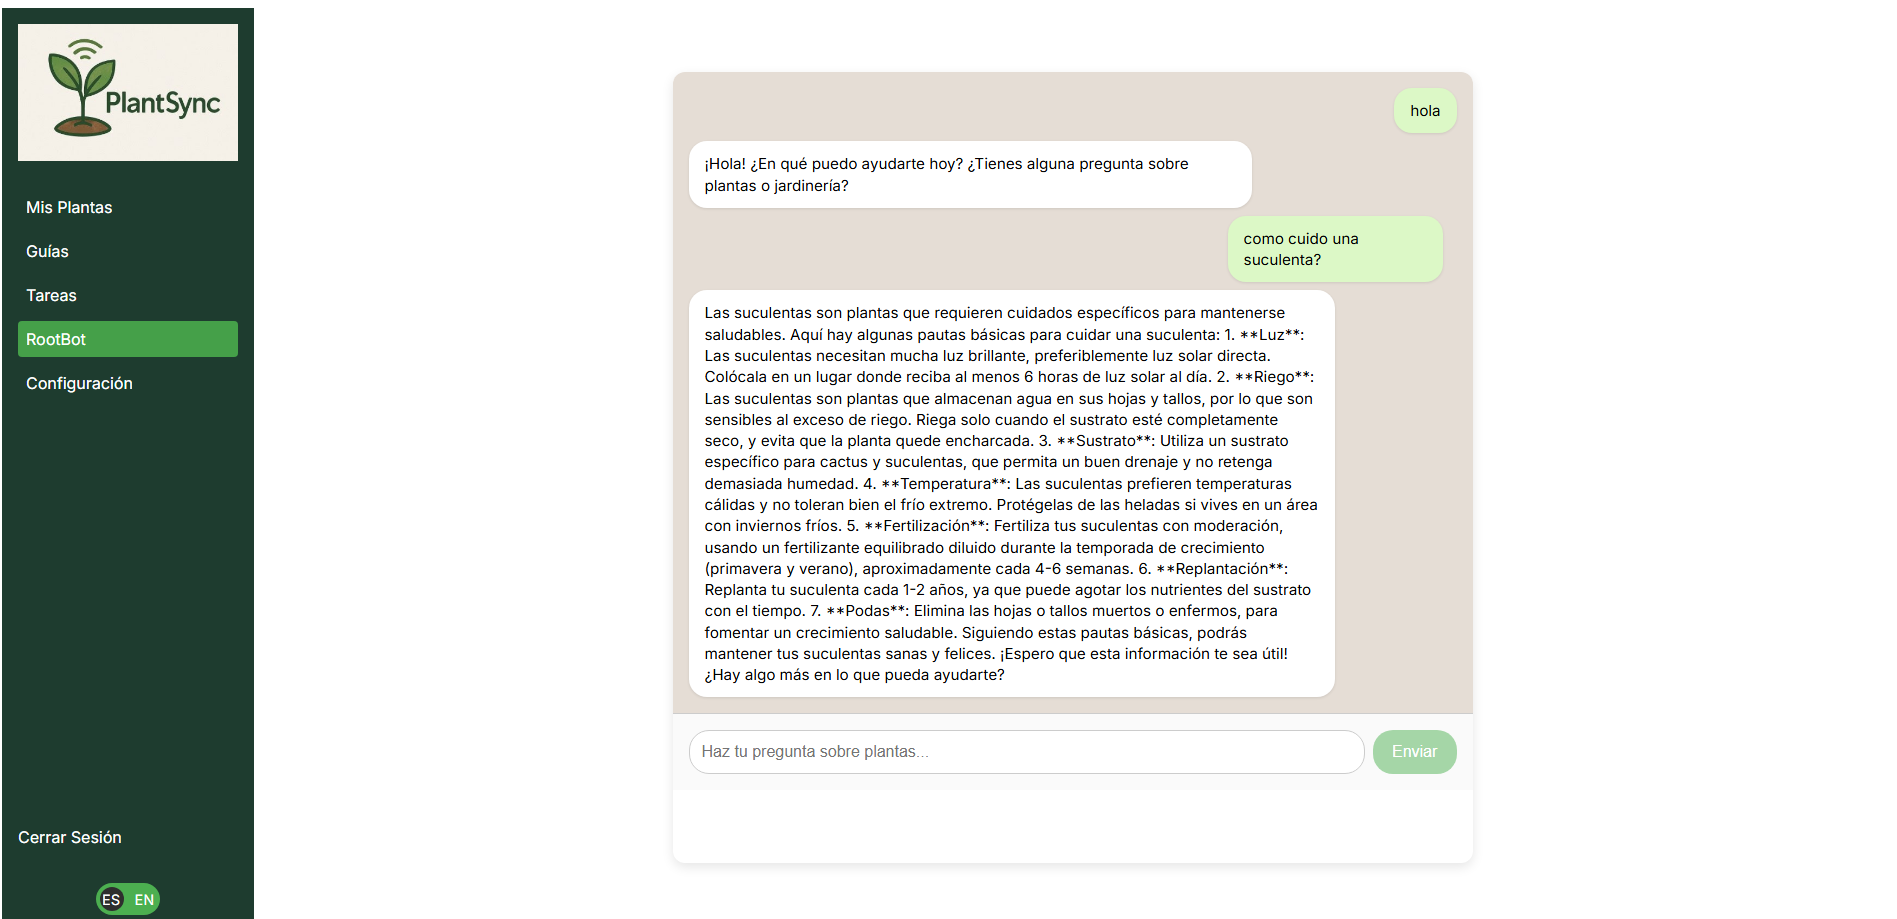 PlantSync
Mis Plantas
Guías
Tareas
RootBot
Configuración
Cerrar Sesión
ES EN
hola
¡Hola! ¿En qué puedo ayudarte hoy? ¿Tienes alguna pregunta sobre
plantas o jardinería?
como cuido una
suculenta?
Las suculentas son plantas que requieren cuidados específicos para mantenerse
saludables. Aquí hay algunas pautas básicas para cuidar una suculenta: 1. **Luz**:
Las suculentas necesitan mucha luz brillante, preferiblemente luz solar directa.
Colócala en un lugar donde reciba al menos 6 horas de luz solar al día. 2. **Riego**:
Las suculentas son plantas que almacenan agua en sus hojas y tallos, por lo que son
sensibles al exceso de riego. Riega solo cuando el sustrato esté completamente
seco, y evita que la planta quede encharcada. 3. **Sustrato**: Utiliza un sustrato
específico para cactus y suculentas, que permita un buen drenaje y no retenga
demasiada humedad. 4. **Temperatura**: Las suculentas prefieren temperaturas
cálidas y no toleran bien el frío extremo. Protégelas de las heladas si vives en un área
con inviernos fríos. 5. **Fertilización**: Fertiliza tus suculentas con moderación,
usando un fertilizante equilibrado diluido durante la temporada de crecimiento
(primavera y verano), aproximadamente cada 4-6 semanas. 6. **Replantación**:
Replanta tu suculenta cada 1-2 años, ya que puede agotar los nutrientes del sustrato
con el tiempo. 7. **Podas**: Elimina las hojas o tallos muertos o enfermos, para
fomentar un crecimiento saludable. Siguiendo estas pautas básicas, podrás
mantener tus suculentas sanas y felices. ¡Espero que esta información te sea útil!
¿Hay algo más en lo que pueda ayudarte?
Haz tu pregunta sobre plantas...
Enviar